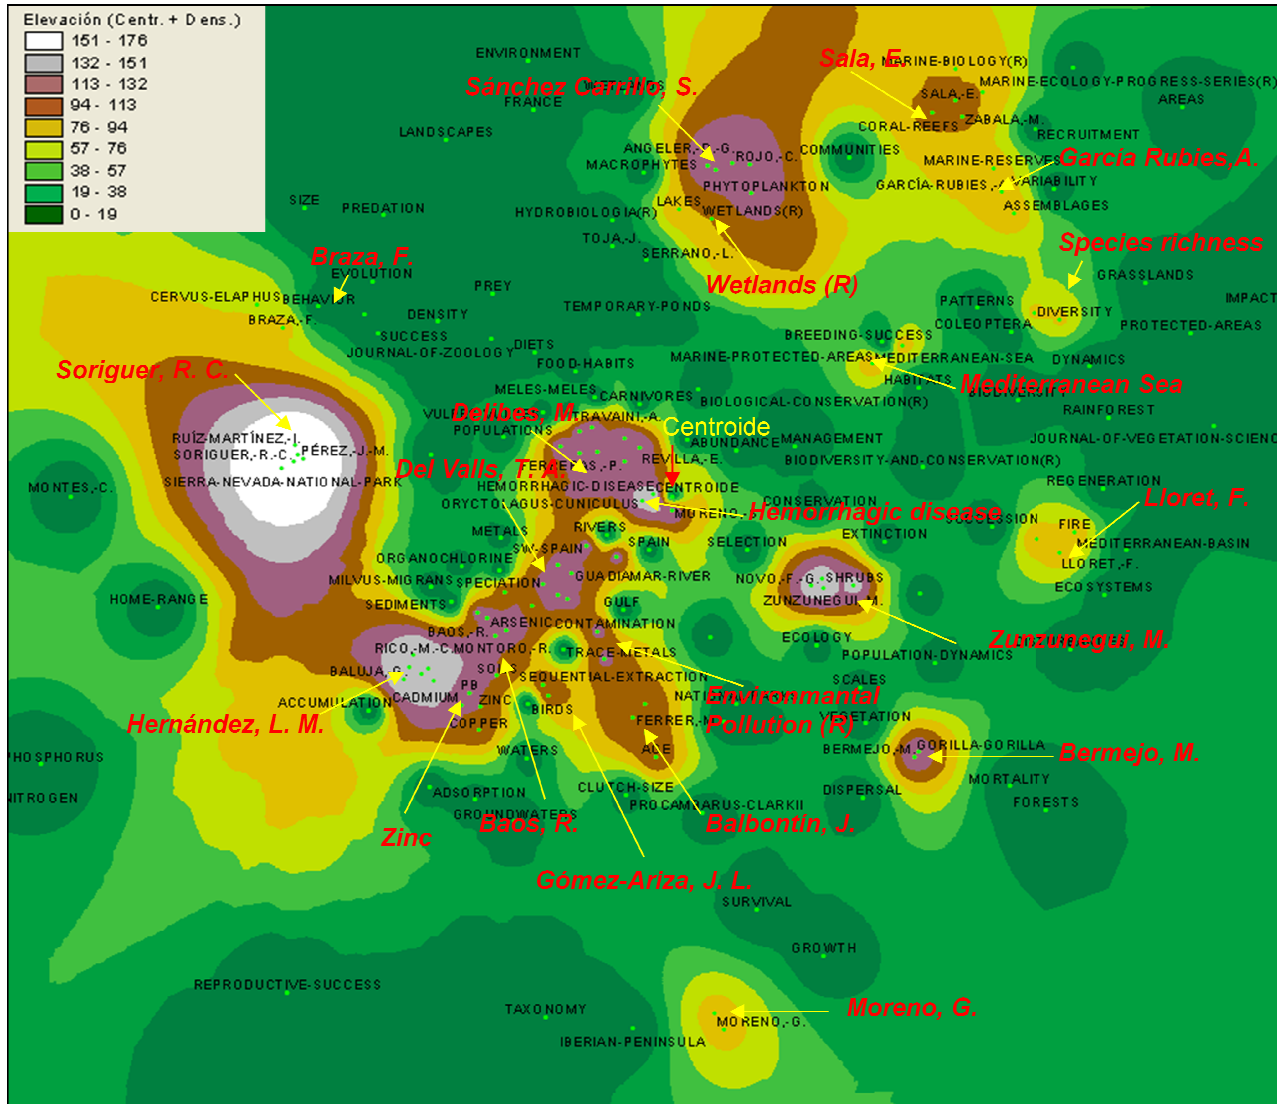 Elevación (Centr. + Dens.)
151 - 176
132 - 151
113 - 132
94 - 113
76 - 94
57 - 76
38 - 57
19 - 38
0 - 19
ENVIRONMENT
Sala, E.
MARINE-BIOLOGY(R)
Sánchez Carrillo, S.
MARINE-ECOLOGY-PROGRESS-SERIES(R)
SALA,-E.
AREAS
FRANCE
LANDSCAPES
ZABALA,-M.
CORAL-REEFS
RECRUITMENT
ANGELER,-D.-G.
ROJO,-C.
COMMUNITIES
MACROPHYTES
MARINE-RESERVES
García Rubies,A.
PHYTOPLANKTON
GARCÍA-RUBIES,-A.
VARIABILITY
SIZE
PREDATION
LAKES
HYDROBIOLOGIA(R)
WETLANDS(R)
ASSEMBLAGES
TOJA,-J.
SERRANO,-L.
Species richness
Braza, F.
EVOLUTION
GRASSLANDS
Wetlands (R)
PREY
CERVUS-ELAPHUS
BEHAVIOR
IMPACT
PATTERNS
TEMPORARY-PONDS
DENSITY
DIVERSITY
BRAZA,-F.
COLEOPTERA
PROTECTED-AREAS
SUCCESS
BREEDING-SUCCESS
JOURNAL-OF-ZOOLOGY
DIETS
MARINE-PROTECTED-AREAS
MEDITERRANEAN-SEA
DYNAMICS
FOOD-HABITS
Soriguer, R. C.
HABITATS
Mediterranean Sea
BIODIVERSITY
MELES-MELES
CARNIVORES
BIOLOGICAL-CONSERVATION(R)
RAINFOREST
Delibes, M.
TRAVAINI,-A.
Centroide
POPULATIONS
RUÍZ-MARTÍNEZ,-I.
ABUNDANCE
MANAGEMENT
JOURNAL-OF-VEGETATION-SCIENC
PÉREZ,-J.-M.
SORIGUER,-R.-C.
REVILLA,-E.
BIODIVERSITY-AND-CONSERVATION(R)
Del Valls, T. A.
FERRERAS,-P.
SIERRA-NEVADA-NATIONAL-PARK
HEMORRHAGIC-DISEASE
CENTROIDE
REGENERATION
MONTES,-C.
Lloret, F.
ORYCTOLAGUS-CUNICULUS
CONSERVATION
Hemorrhagic disease
SUCCESSION
FIRE
RIVERS
METALS
SPAIN
SELECTION
EXTINCTION
MEDITERRANEAN-BASIN
SW-SPAIN
ORGANOCHLORINE
LLORET,-F.
MILVUS-MIGRANS
SPECIATION
GUADIAMAR-RIVER
NOVO,-F.-G.
SHRUBS
ECOSYSTEMS
HOME-RANGE
SEDIMENTS
GULF
ZUNZUNEGUI,-M.
ARSENIC
CONTAMINATION
BAOS,-R.
ECOLOGY
Zunzunegui, M.
RICO,-M.-C.
MONTORO,-R.
TRACE-METALS
POPULATION-DYNAMICS
BALUJA,-G.
SOILS
SEQUENTIAL-EXTRACTION
SCALES
PB
Environmantal
ACCUMULATION
CADMIUM
ZINC
NATIONAL-PARK
BIRDS
Hernández, L. M.
COPPER
FERRER,-M.
Pollution (R)
VEGETATION
WATERS
AGE
BERMEJO,-M.
GORILLA-GORILLA
Bermejo, M.
PHOSPHORUS
MORTALITY
CLUTCH-SIZE
DISPERSAL
NITROGEN
ADSORPTION
PROCAMBARUS-CLARKII
FORESTS
GROUNDWATERS
Zinc
Baos, R.
Balbontín, J.
Gómez-Ariza, J. L.
SURVIVAL
GROWTH
REPRODUCTIVE-SUCCESS
TAXONOMY
Moreno, G.
MORENO,-G.
IBERIAN-PENINSULA